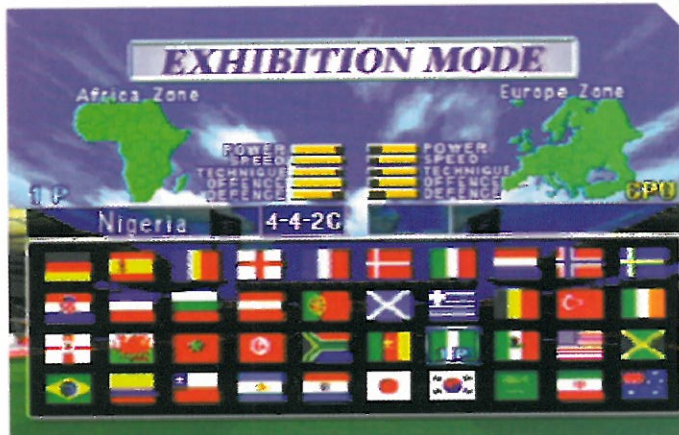 EXHIBITION MODE
Africa Zone
Europe Zone
POWER POWER
SPEED SPEED
TECHNIQUE TECHNIQUE
OFFENCE OFFENCE
DEFENCE DEFENCE
1P CPU
Nigeria 4-4-2C
1P